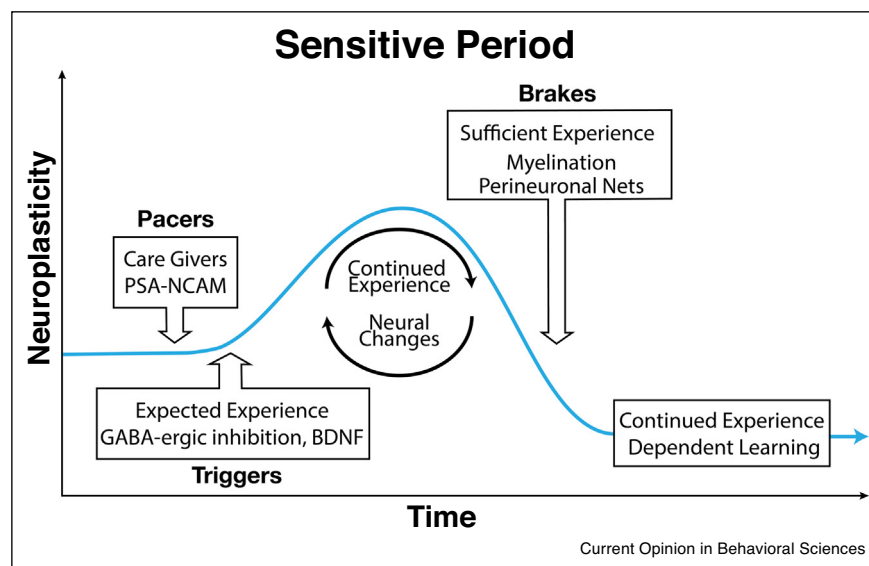 Sensitive Period
Neuroplasticity
Pacers
Care Givers
PSA-NCAM
Expected Experience
GABA-ergic inhibition, BDNF
Triggers
Continued
Experience
Neural
Changes
Brakes
Sufficient Experience
Myelination
Perineuronal Nets
Continued Experience
Dependent Learning
Time
Current Opinion in Behavioral Sciences